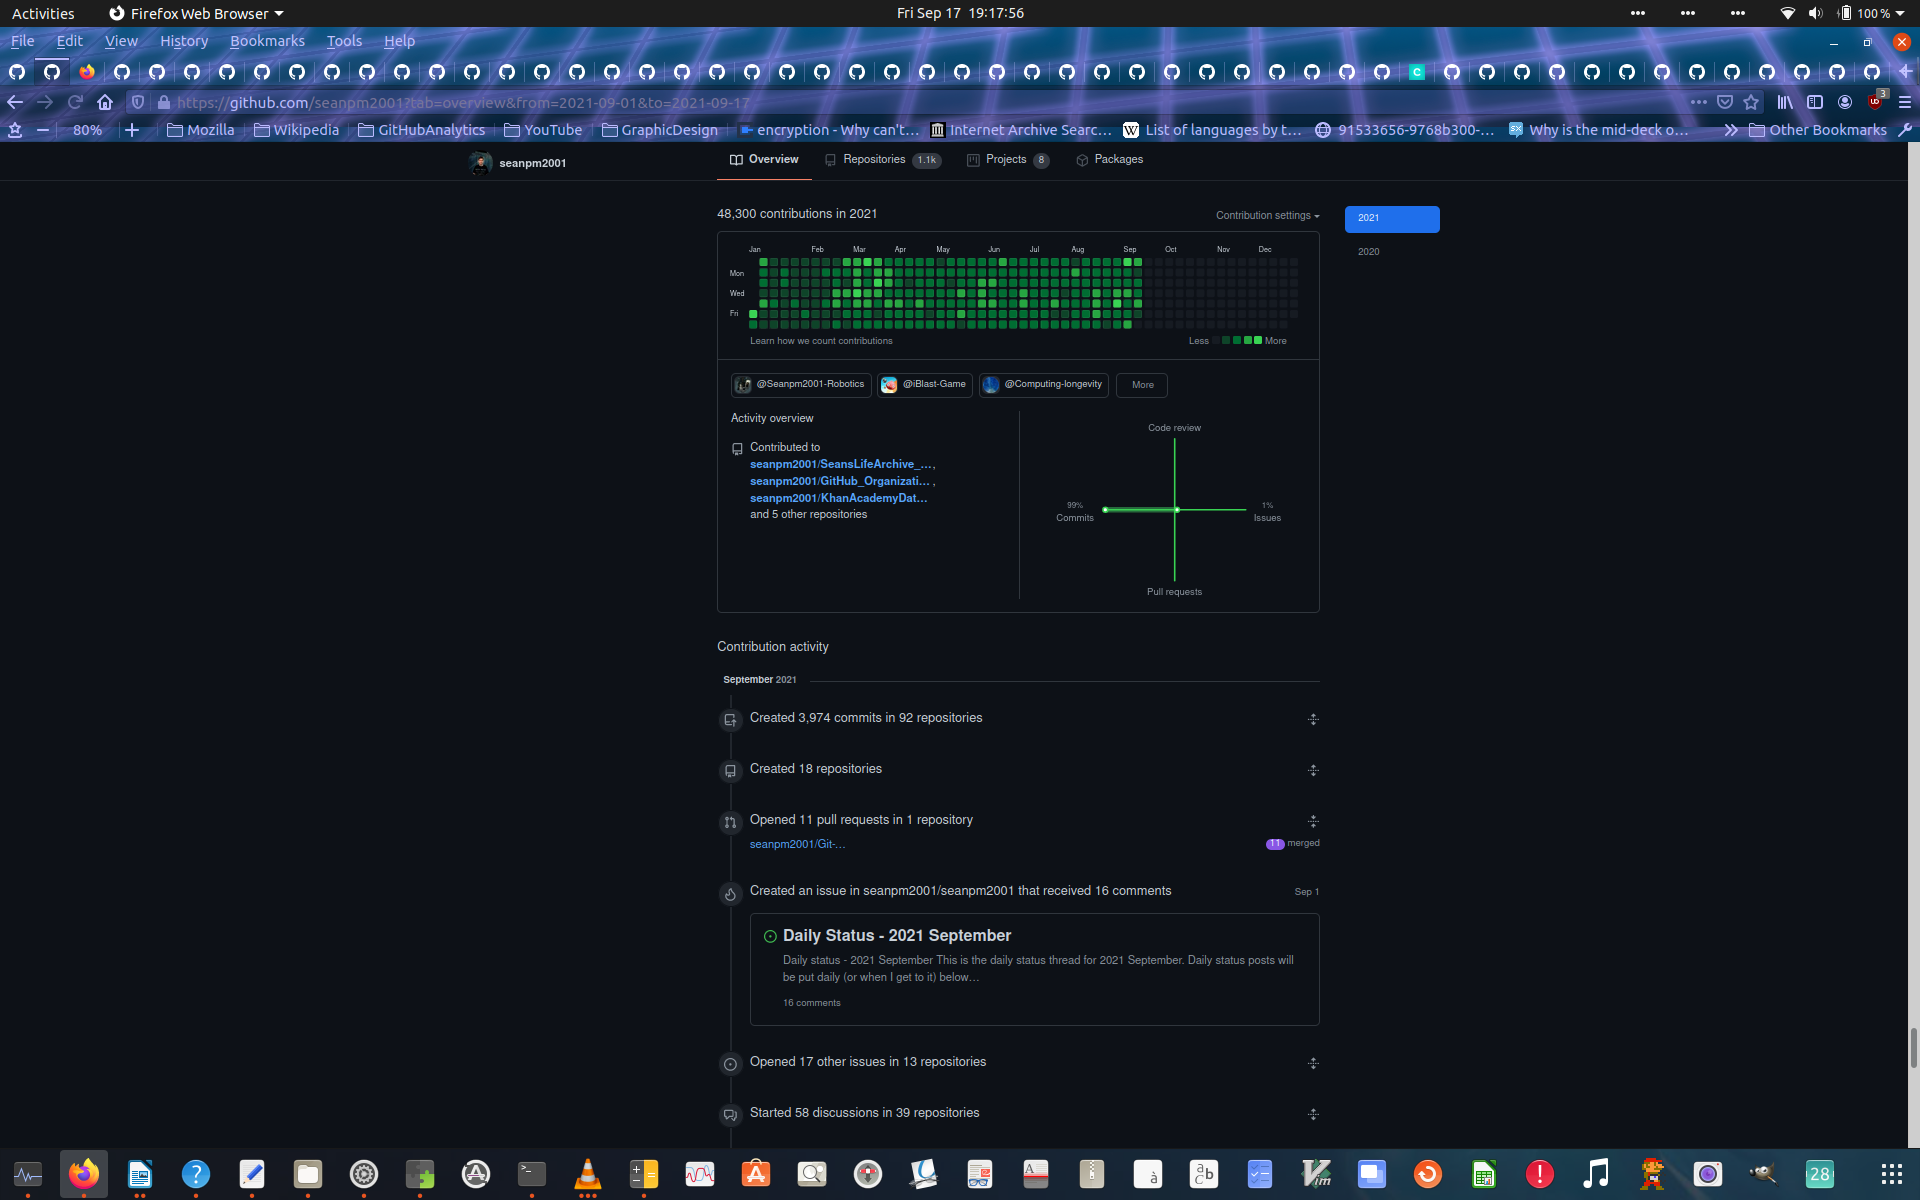 Activities Firefox Web Browser Fri Sep 17 19:17:56 100 %
File Edit View History Bookmarks Tools Help
https://github.com/seanpm2001?tab=overview&from=2021-09-01&to=2021-09-17 3
80% Mozilla Wikipedia GitHubAnalytics YouTube GraphicDesign encryption - Why can't… Internet Archive Searc… List of languages by t… 91533656-9768b300-… Why is the mid-deck o… Other Bookmarks
seanpm2001 Overview Repositories 1.1k Projects 8 Packages
48,300 contributions in 2021 Contribution settings 2021
2020
Jan Feb Mar Apr May Jun Jul Aug Sep Oct Nov Dec
Mon
Wed
Fri
Learn how we count contributions Less More
@Seanpm2001-Robotics @iBlast-Game @Computing-longevity More
Activity overview
Contributed to
seanpm2001/SeansLifeArchive_…,
seanpm2001/GitHub_Organizati… ,
seanpm2001/KhanAcademyDat…
and 5 other repositories
Code review
99%
Commits
1%
Issues
Pull requests
Contribution activity
September 2021
Created 3,974 commits in 92 repositories
Created 18 repositories
Opened 11 pull requests in 1 repository
seanpm2001/Git-… 11 merged
Created an issue in seanpm2001/seanpm2001 that received 16 comments Sep 1
Daily Status - 2021 September
Daily status - 2021 September This is the daily status thread for 2021 September. Daily status posts will
be put daily (or when I get to it) below…
16 comments
Opened 17 other issues in 13 repositories
Started 58 discussions in 39 repositories
28